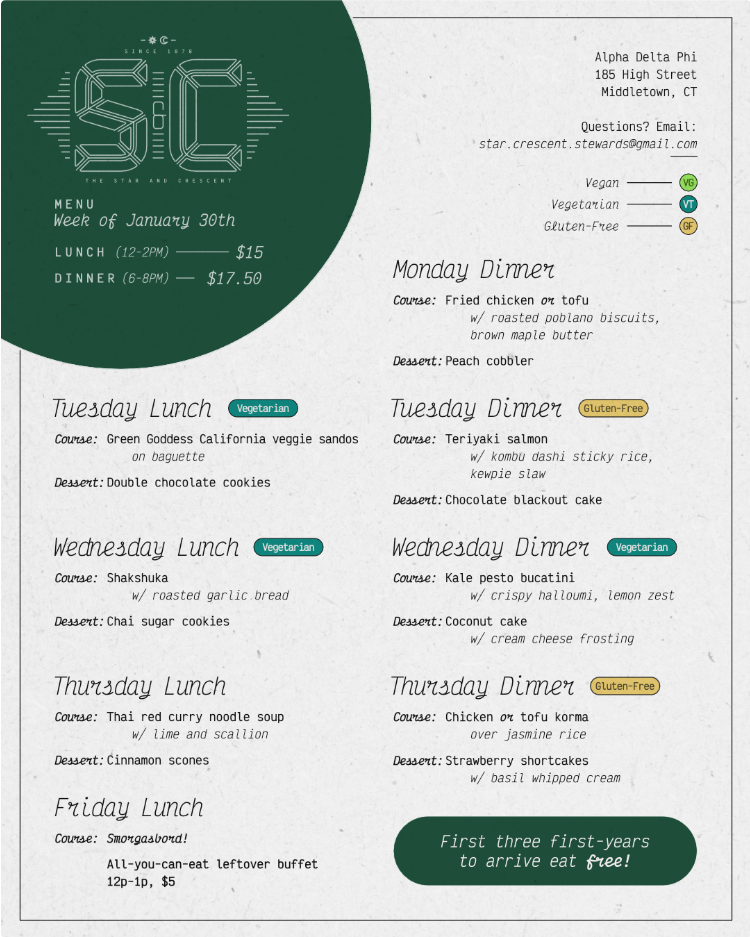 SINCE 1878
S&C
THE STAR AND CRESCENT
MENU
Week of January 30th
LUNCH (12-2PM) $15
DINNER (6-8PM) $17.50
Alpha Delta Phi
185 High Street
Middletown, CT
Questions? Email:
star.crescent.stewards@gmail.com
Vegan VG
Vegetarian VT
Gluten-Free GF
Monday Dinner
Course: Fried chicken or tofu
w/ roasted poblano biscuits,
brown maple butter
Dessert: Peach cobbler
Tuesday Lunch Vegetarian
Course: Green Goddess California veggie sandos
on baguette
Dessert: Double chocolate cookies
Tuesday Dinner Gluten-Free
Course: Teriyaki salmon
w/ kombu dashi sticky rice,
kewpie slaw
Dessert: Chocolate blackout cake
Wednesday Lunch Vegetarian
Course: Shakshuka
w/ roasted garlic bread
Dessert: Chai sugar cookies
Wednesday Dinner Vegetarian
Course: Kale pesto bucatini
w/ crispy halloumi, lemon zest
Dessert: Coconut cake
w/ cream cheese frosting
Thursday Lunch
Course: Thai red curry noodle soup
w/ lime and scallion
Dessert: Cinnamon scones
Thursday Dinner Gluten-Free
Course: Chicken or tofu korma
over jasmine rice
Dessert: Strawberry shortcakes
w/ basil whipped cream
Friday Lunch
Course: Smorgasbord!
All-you-can-eat leftover buffet
12p-1p, $5
First three first-years
to arrive eat free!